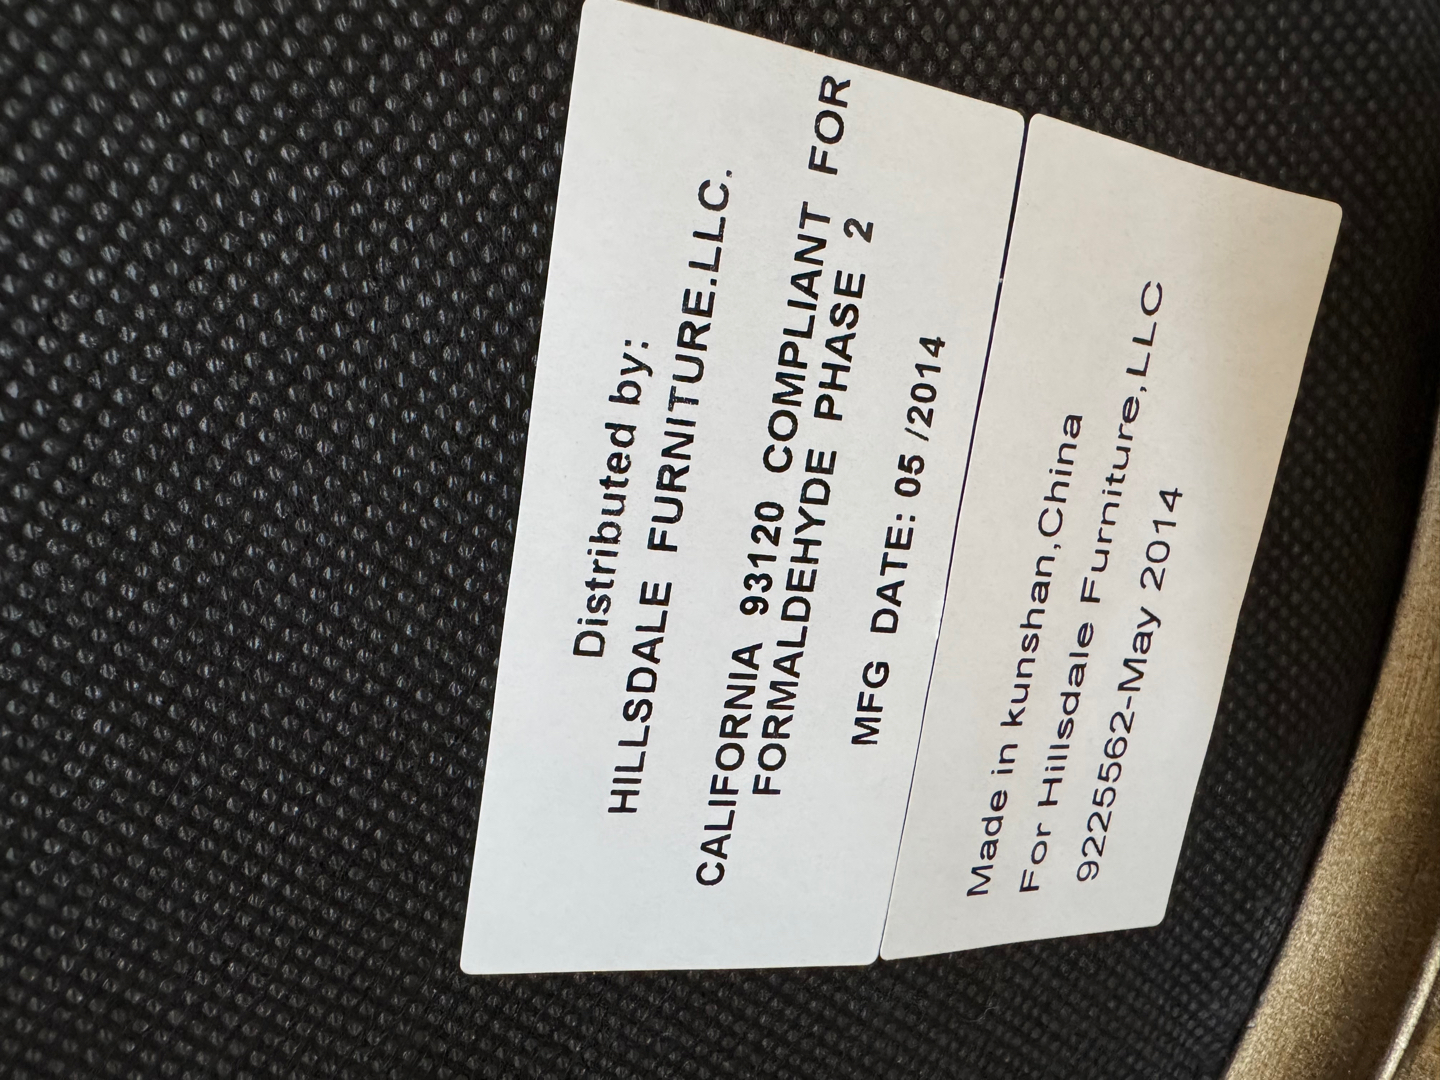 Distributed by:
HILLSDALE FURNITURE.LLC.
CALIFORNIA 93120 COMPLIANT FOR
FORMALDEHYDE PHASE 2
MFG DATE: 05 /2014
Made in kunshan,China
For Hillsdale Furniture,LLC
9225562-May 2014